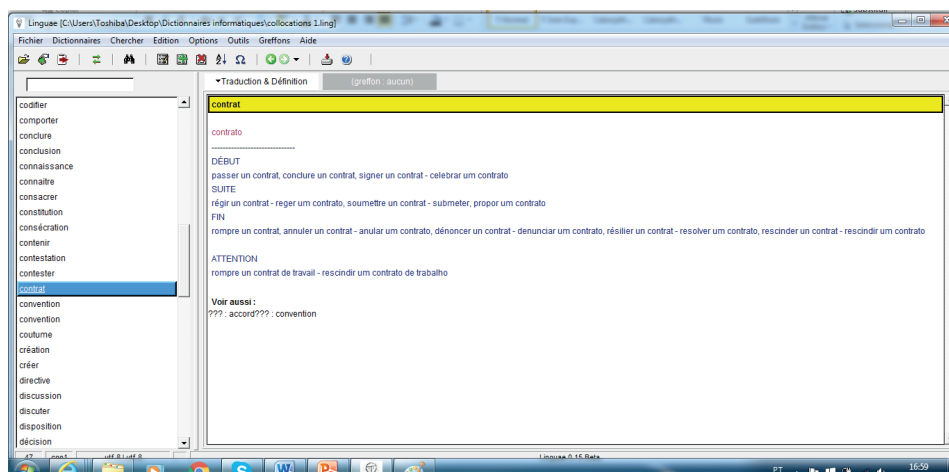 Linguae [C:\Users\Toshiba\Desktop\Dictionnaires informatiques\collocations 1.ling]
Fichier Dictionnaires Chercher Edition Options Outils Greffons Aide
Traduction & Définition
(greffon : aucun)
codifier
comporter
conclure
conclusion
connaissance
connaitre
consacrer
constitution
consécration
contenir
contestation
contester
contrat
convention
convention
coutume
création
créer
directive
discussion
discuter
disposition
décision
contrat
contrato
------------------------------
DÉBUT
passer un contrat, conclure un contrat, signer un contrat - celebrar um contrato
SUITE
régir un contrat - reger um contrato, soumettre un contrat - submeter, propor um contrato
FIN
rompre un contrat, annuler un contrat - anular um contrato, dénoncer un contrat - denunciar um contrato, résilier un contrat - resolver um contrato, rescinder un contrat - rescindir um contrato
ATTENTION
rompre un contrat de travail - rescindir um contrato de trabalho
Voir aussi :
??? : accord??? : convention
47
utf 8 | utf 8
Linguae 0.15 Beta
PT
16:59